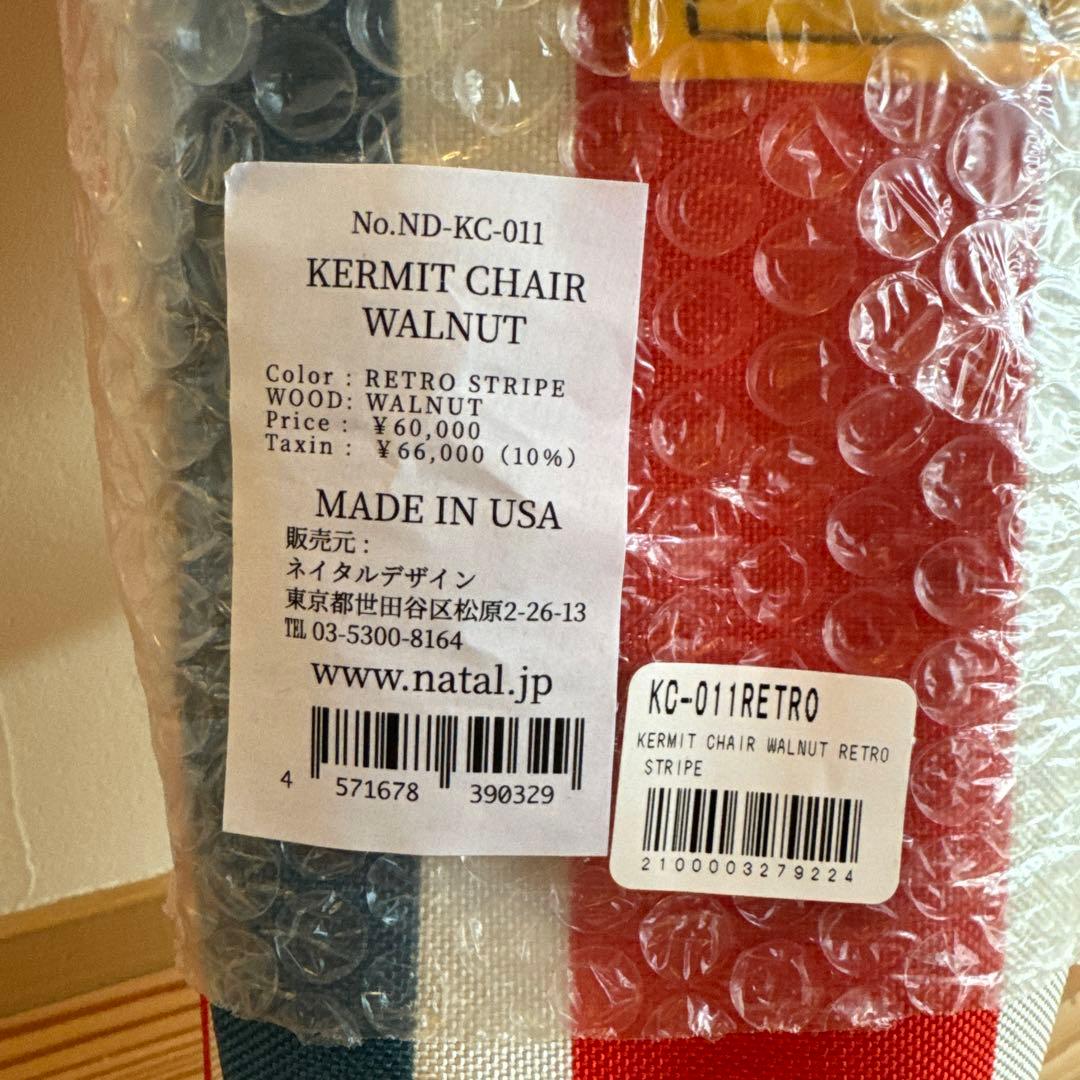 No.ND-KC-011
KERMIT CHAIR
WALNUT
Color : RETRO STRIPE
WOOD: WALNUT
Price : ￥60,000
Taxin : ￥66,000 (10%)
MADE IN USA
販売元 :
ネイタルデザイン
東京都世田谷区松原2-26-13
℡ 03-5300-8164
www.natal.jp
4 571678 390329
KC-011RETRO
KERMIT CHAIR WALNUT RETRO
STRIPE
2100003279224